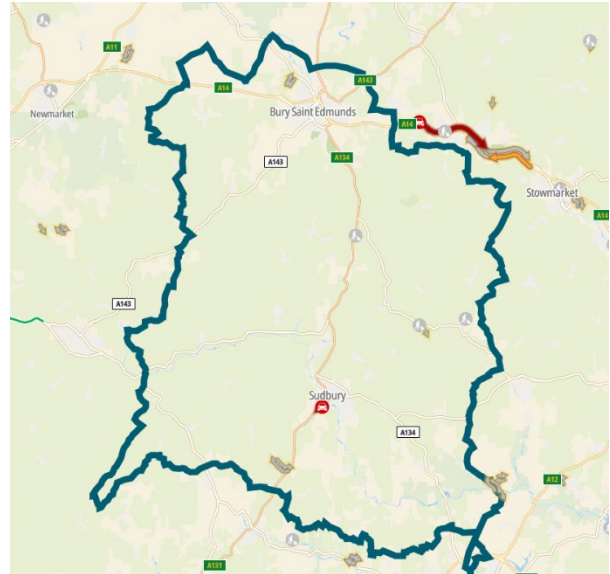 A11
A14
A143
Newmarket
Bury Saint Edmunds
A14
A143
A134
Stowmarket
A14
A143
Sudbury
A134
A12
A131